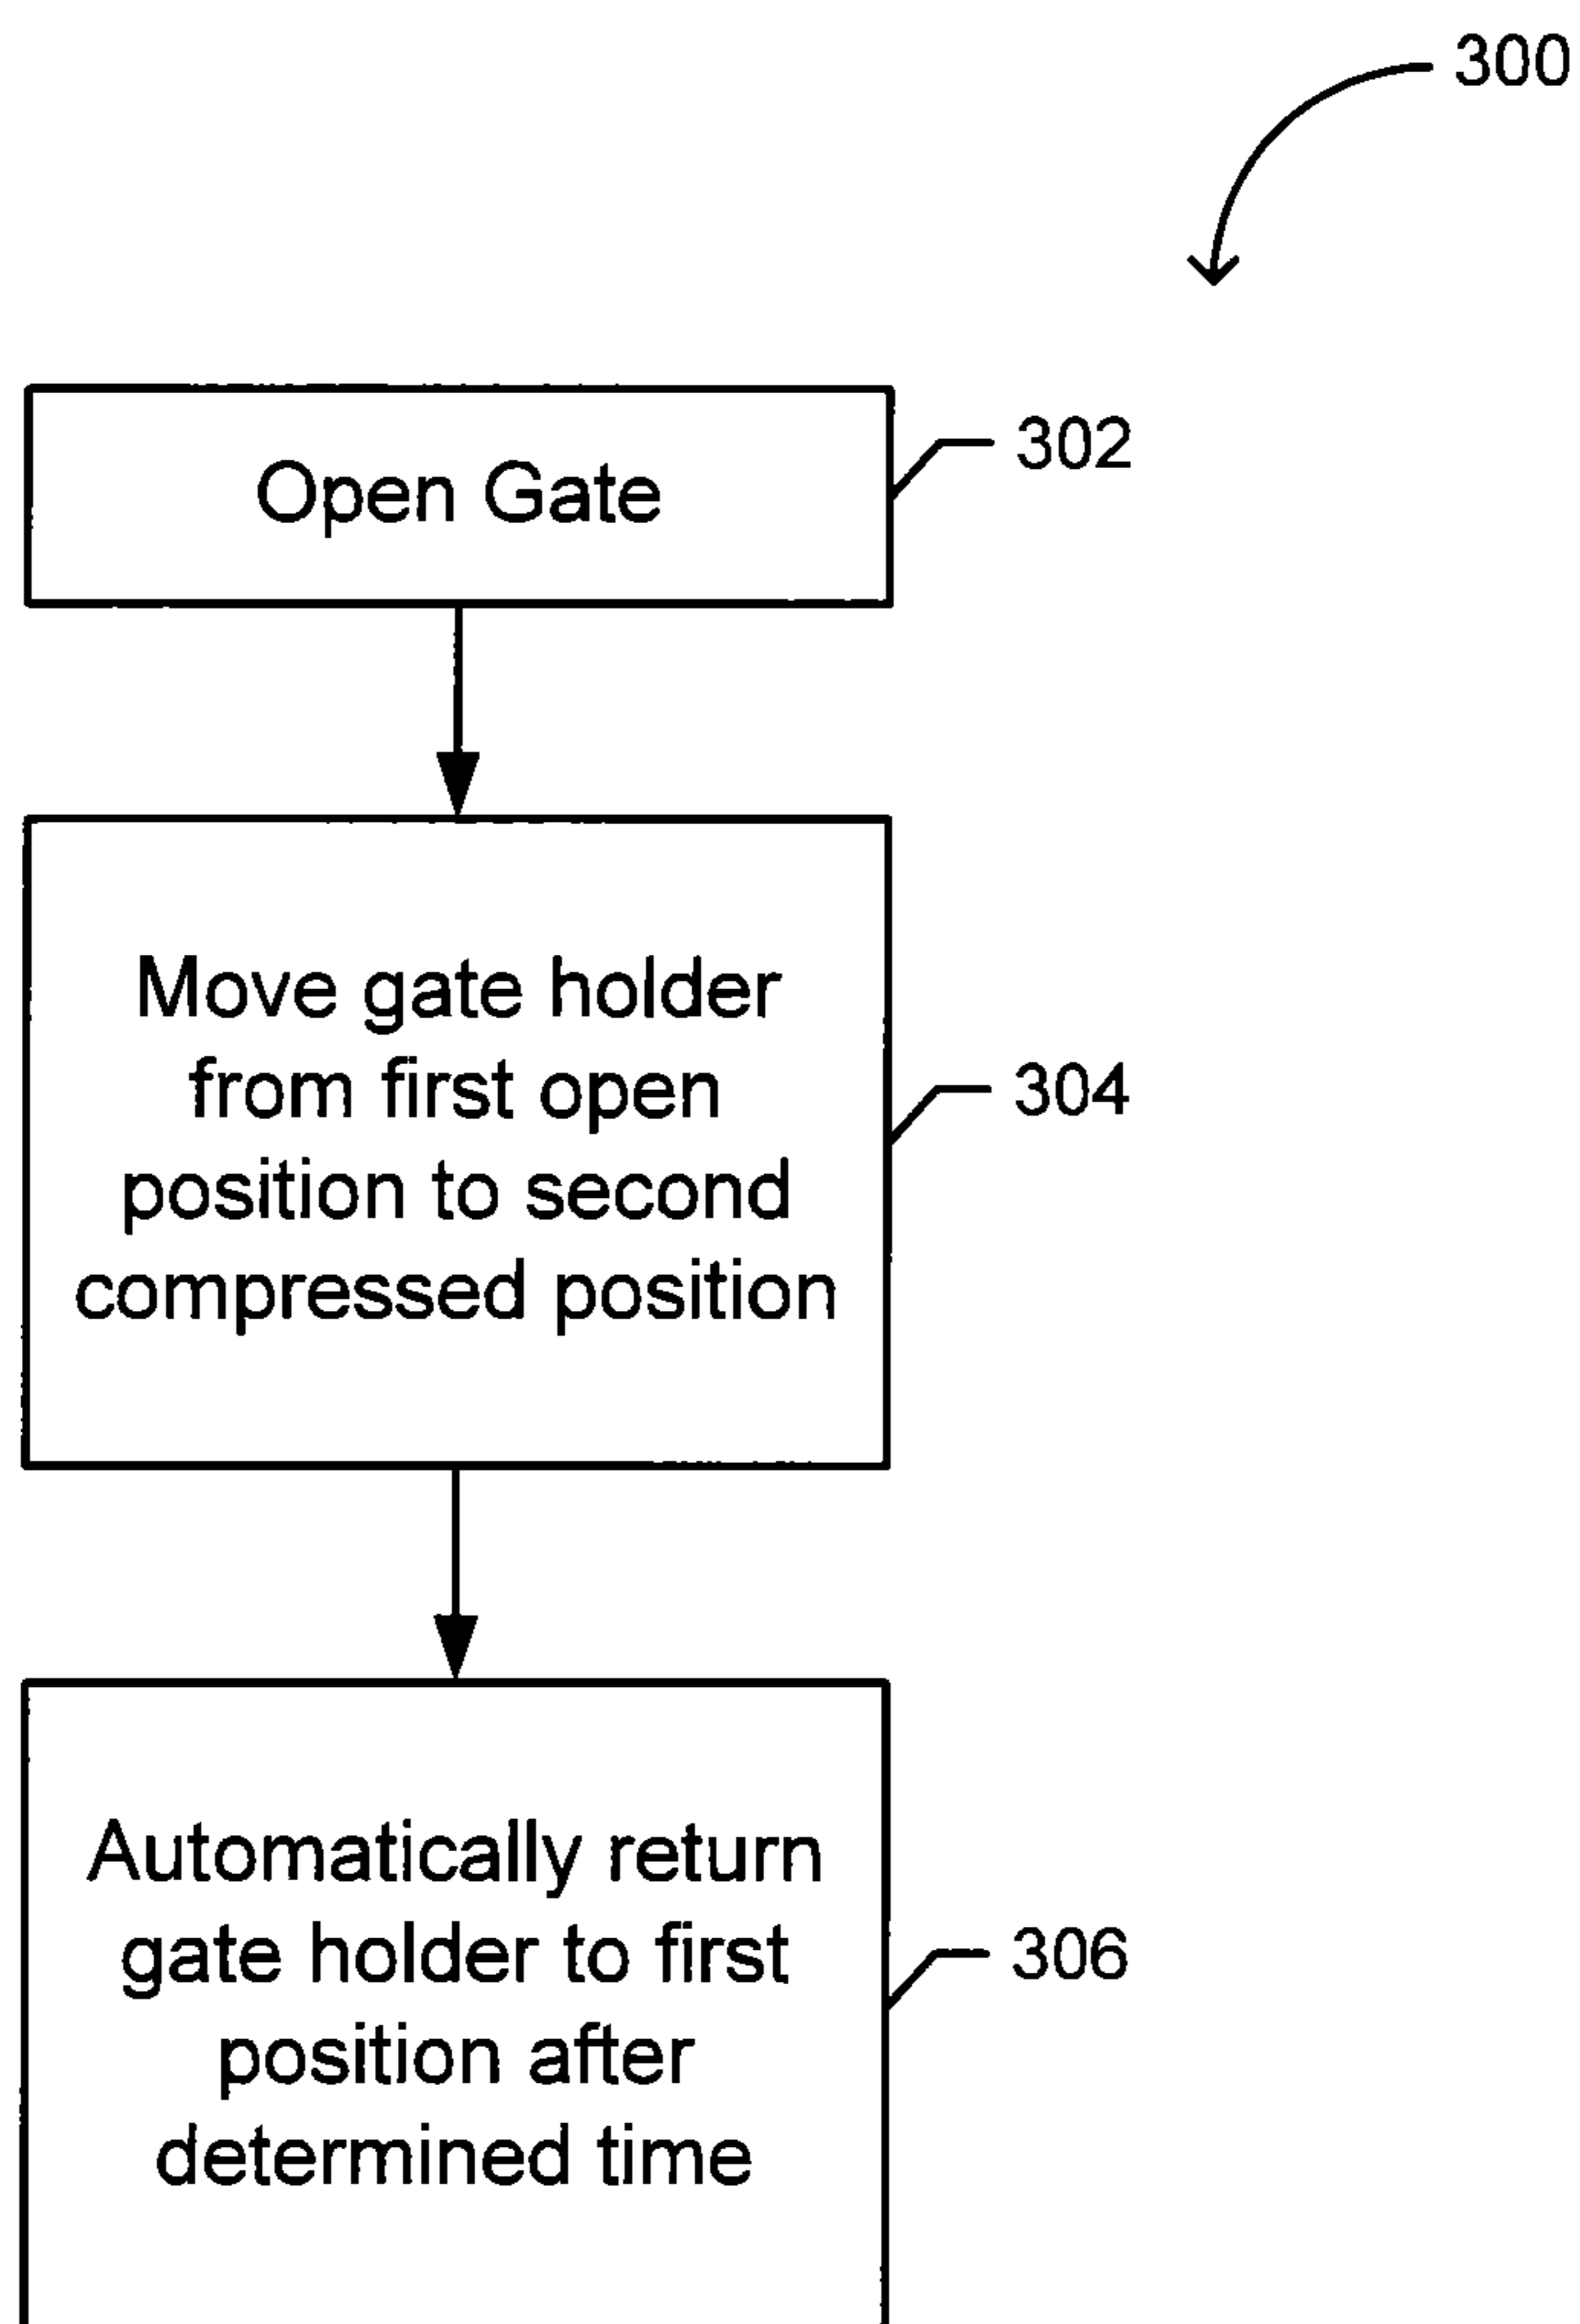 300
Open Gate
302
Move gate holder
from first open
position to second
compressed position
304
Automatically return
gate holder to first
position after
determined time
306